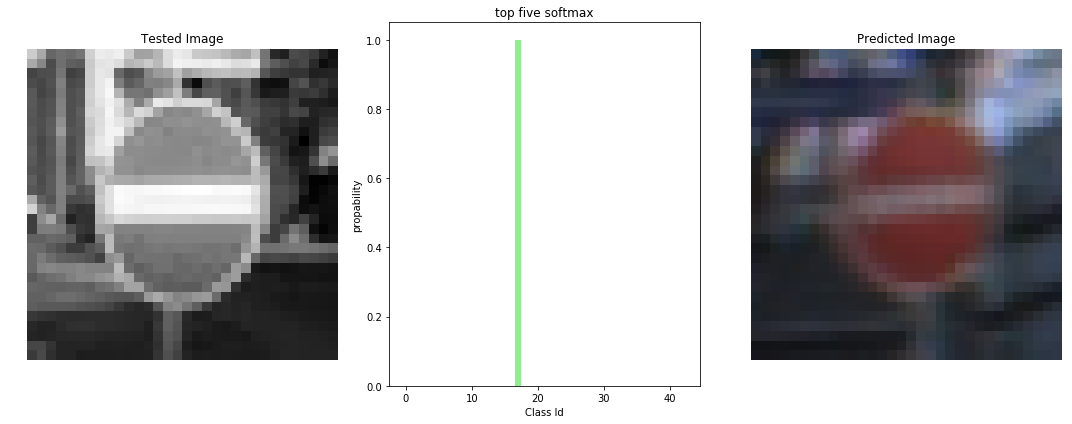 Tested Image
top five softmax
Predicted Image
propability
1.0
0.8
0.6
0.4
0.2
0.0
0 10 20 30 40
Class Id